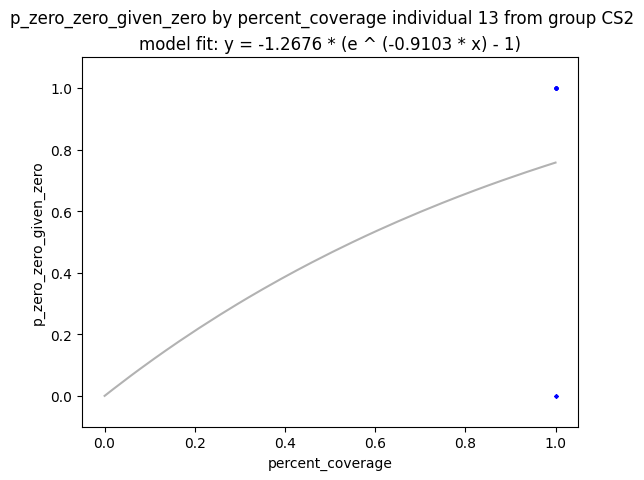 p_zero_zero_given_zero by percent_coverage individual 13 from group CS2
model fit: y = -1.2676 * (e ^ (-0.9103 * x) - 1)
1.0
0.8
0.6
0.4
0.2
0.0
p_zero_zero_given_zero
0.0 0.2 0.4 0.6 0.8 1.0
percent_coverage